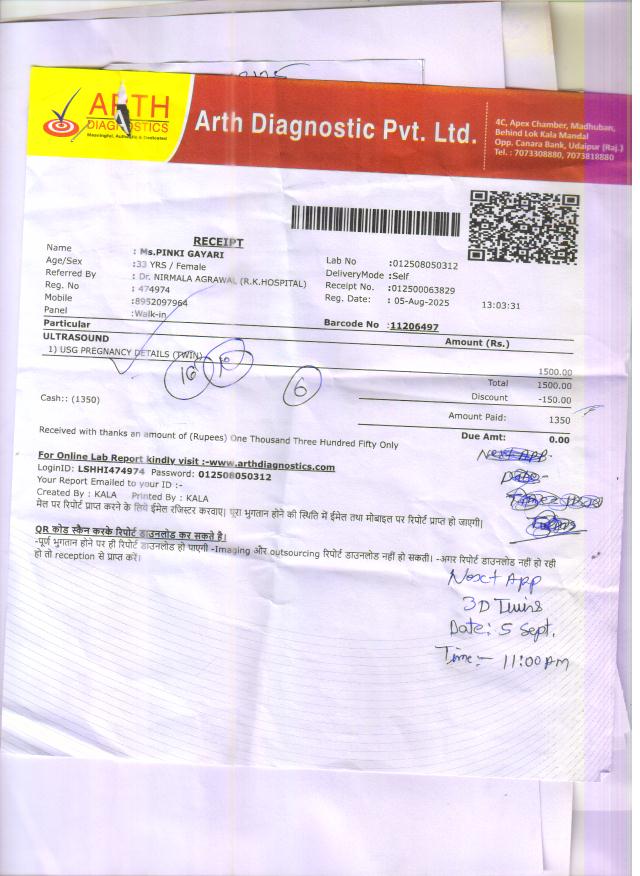 ARTH
DIAGNOSTICS
Meaningful, Authentic & Dedicated
Arth Diagnostic Pvt. Ltd.
4C, Apex Chamber, Madhuban,
Behind Lok Kala Mandal
Opp. Canara Bank, Udaipur (Raj.)
Tel. : 7073308880, 7073818880
RECEIPT
Name : Ms.PINKI GAYARI
Age/Sex : 33 YRS / Female
Referred By : Dr. NIRMALA AGRAWAL (R.K.HOSPITAL)
Reg. No : 474974
Mobile :8952097964
Panel :Walk-in
Lab No :012508050312
DeliveryMode :Self
Receipt No. :012500063829
Reg. Date: : 05-Aug-2025 13:03:31
Barcode No :11206497
Particular Amount (Rs.)
ULTRASOUND
1) USG PREGNANCY DETAILS (TWIN) 1500.00
Total 1500.00
Discount -150.00
6
Cash:: (1350) Amount Paid: 1350
Received with thanks an amount of (Rupees) One Thousand Three Hundred Fifty Only Due Amt: 0.00
For Online Lab Report kindly visit :-www.arthdiagnostics.com
LoginID: LSHHI474974 Password: 012508050312
Your Report Emailed to your ID :-
Created By : KALA Printed By : KALA
मेल पर रिपोर्ट प्राप्त करने के लिये ईमेल रजिस्टर करवाए। पूरा भुगतान होने की स्थिति में ईमेल तथा मोबाइल पर रिपोर्ट प्राप्त हो जाएगी।
QR कोड स्कैन करके रिपोर्ट डाउनलोड कर सकते है।
-पूर्ण भुगतान होने पर ही रिपोर्ट डाउनलोड हो पाएगी -Imaging और outsourcing रिपोर्ट डाउनलोड नहीं हो सकती। -अगर रिपोर्ट डाउनलोड नहीं हो रही
हो तो reception से प्राप्त करें।
Next App
Date:
Next App
3D Twins
Date: 5 Sept.
Time:- 11:00 pm